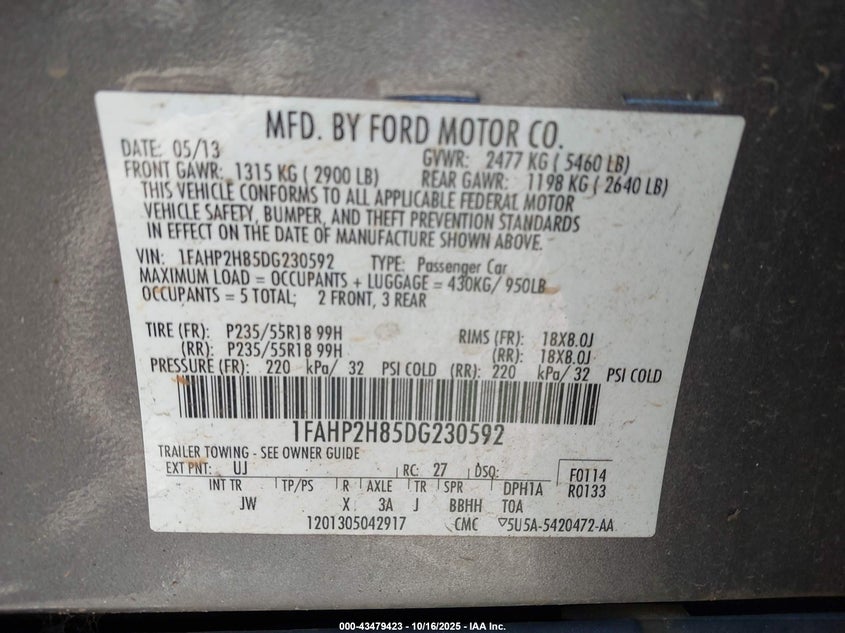 MFD. BY FORD MOTOR CO.
DATE: 05/13 GVWR: 2477 KG ( 5460 LB)
FRONT GAWR: 1315 KG ( 2900 LB) REAR GAWR: 1198 KG ( 2640 LB)
THIS VEHICLE CONFORMS TO ALL APPLICABLE FEDERAL MOTOR
VEHICLE SAFETY, BUMPER, AND THEFT PREVENTION STANDARDS
IN EFFECT ON THE DATE OF MANUFACTURE SHOWN ABOVE.
VIN: 1FAHP2H85DG230592 TYPE: Passenger Car
MAXIMUM LOAD = OCCUPANTS + LUGGAGE = 430KG/ 950LB
OCCUPANTS = 5 TOTAL; 2 FRONT, 3 REAR
TIRE (FR): P235/55R18 99H RIMS (FR): 18X8.0J
(RR): P235/55R18 99H (RR): 18X8.0J
PRESSURE (FR): 220 kPa/ 32 PSI COLD (RR): 220 kPa/ 32 PSI COLD
1FAHP2H85DG230592
TRAILER TOWING - SEE OWNER GUIDE
EXT PNT: UJ RC: 27 DSO: F0114
INT TR TP/PS R AXLE TR SPR DPH1A R0133
JW X 3A J BBHH TOA
1201305042917 CMC 5U5A-5420472-AA
000-43479423 - 10/16/2025 - IAA Inc.